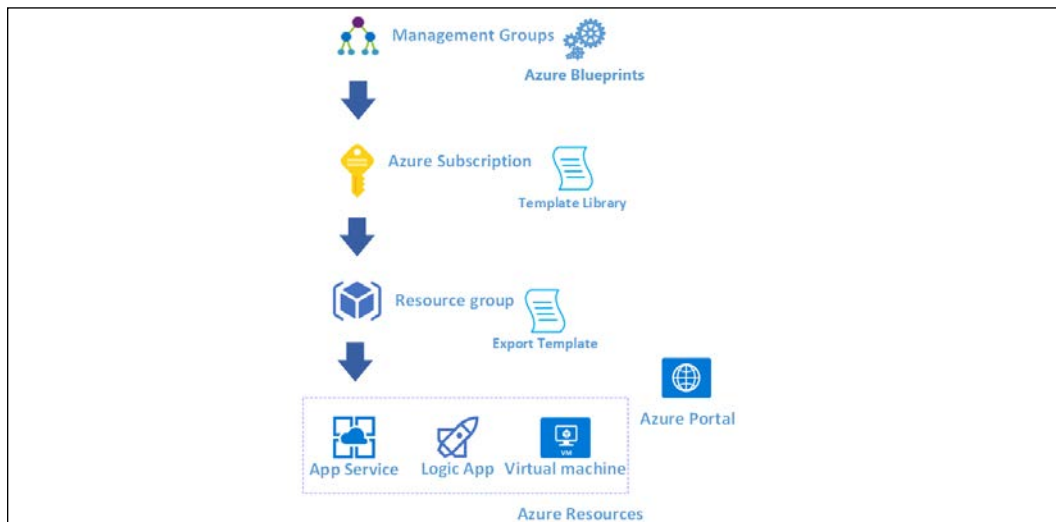 Management Groups
Azure Blueprints
Azure Subscription
Template Library
Resource group
Export Template
Azure Portal
VM
App Service
Logic App
Virtual machine
Azure Resources